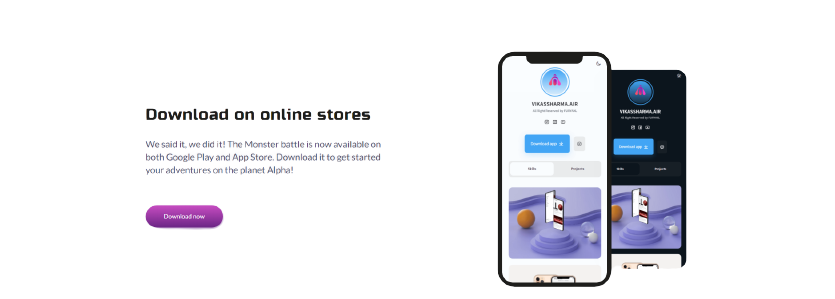 Download on online stores
We said it, we did it! The Monster battle is now available on
both Google Play and App Store. Download it to get started
your adventures on the planet Alpha!
Download now
VIKASSHARMA.AIR
Download app
Skills
Projects
VIKASSHARMA.AIR
Download app
Skills
Projects